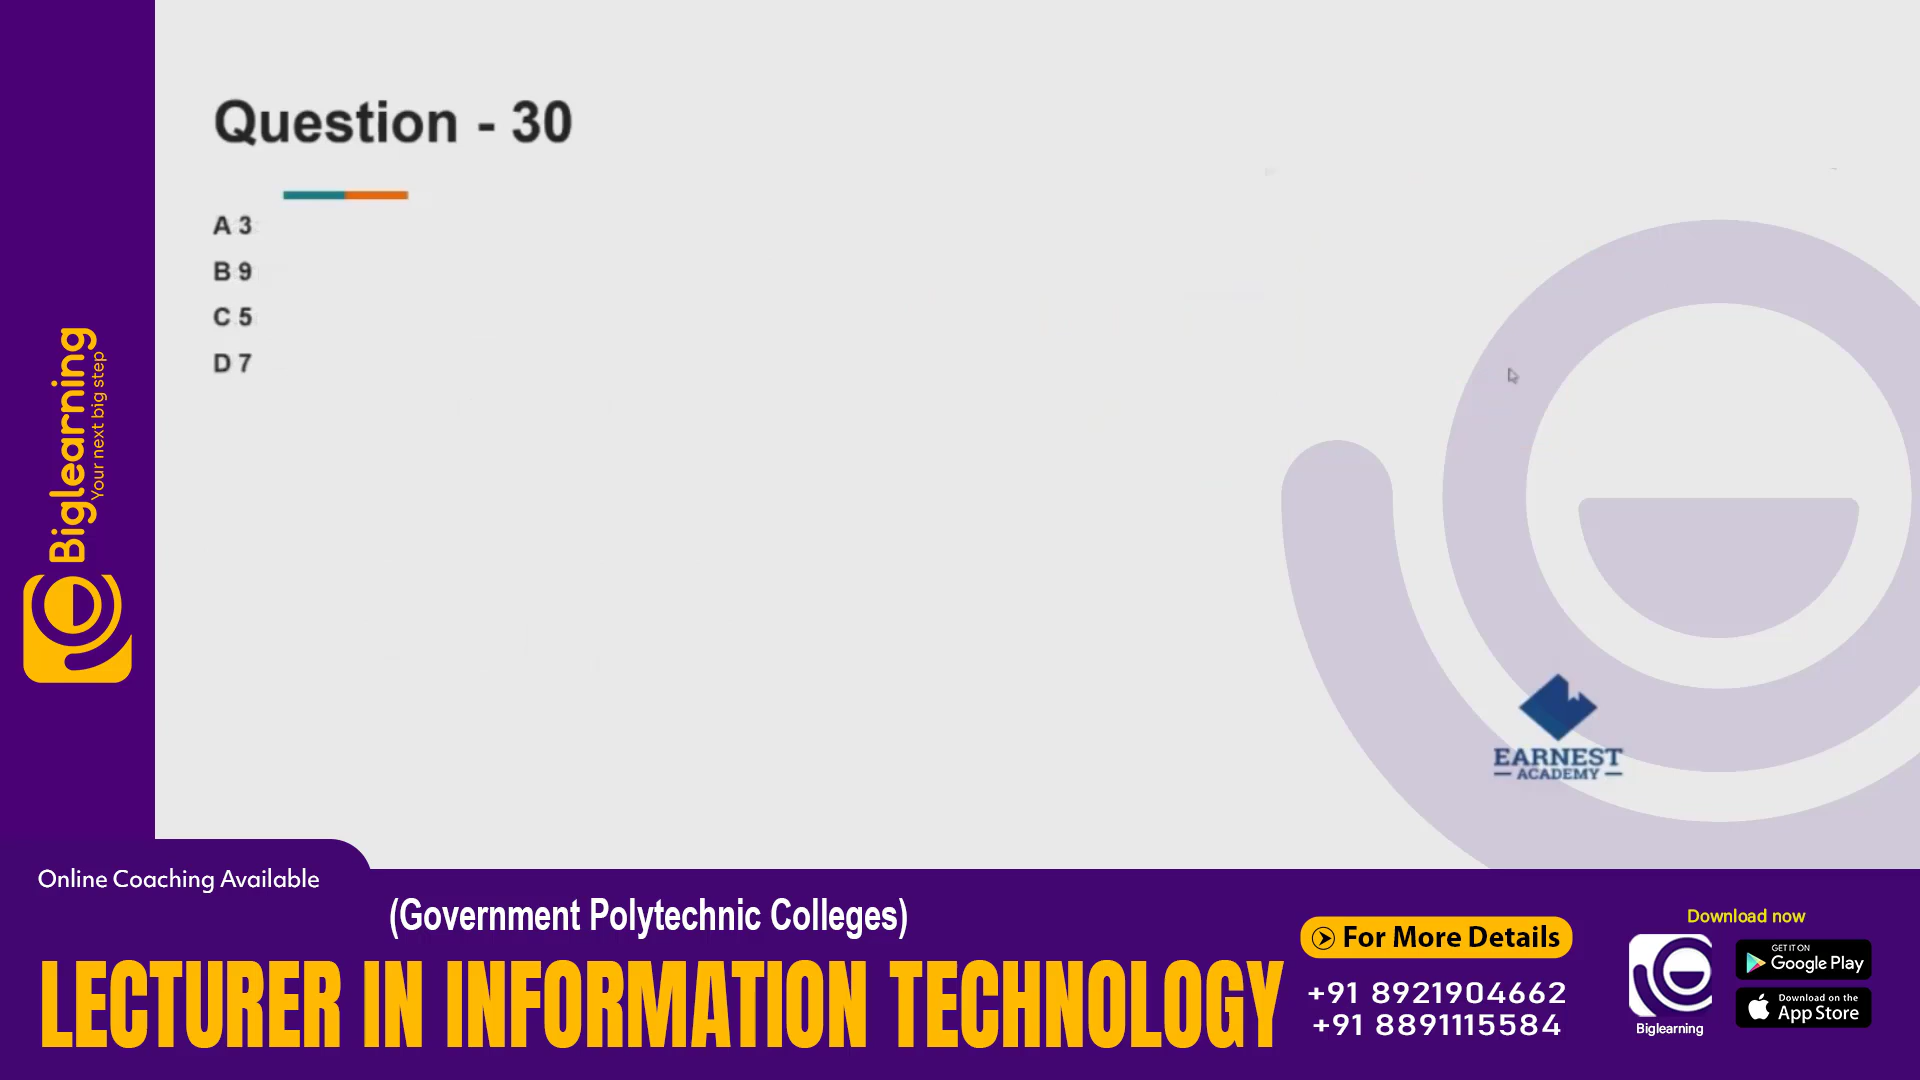 Question - 30
A 3
B 9
C 5
D 7
Biglearning
Your next big step
EARNEST
ACADEMY
Online Coaching Available
(Government Polytechnic Colleges)
LECTURER IN INFORMATION TECHNOLOGY
For More Details
+91 8921904662
+91 8891115584
Download now
GET IT ON
Google Play
Download on the
App Store
Biglearning